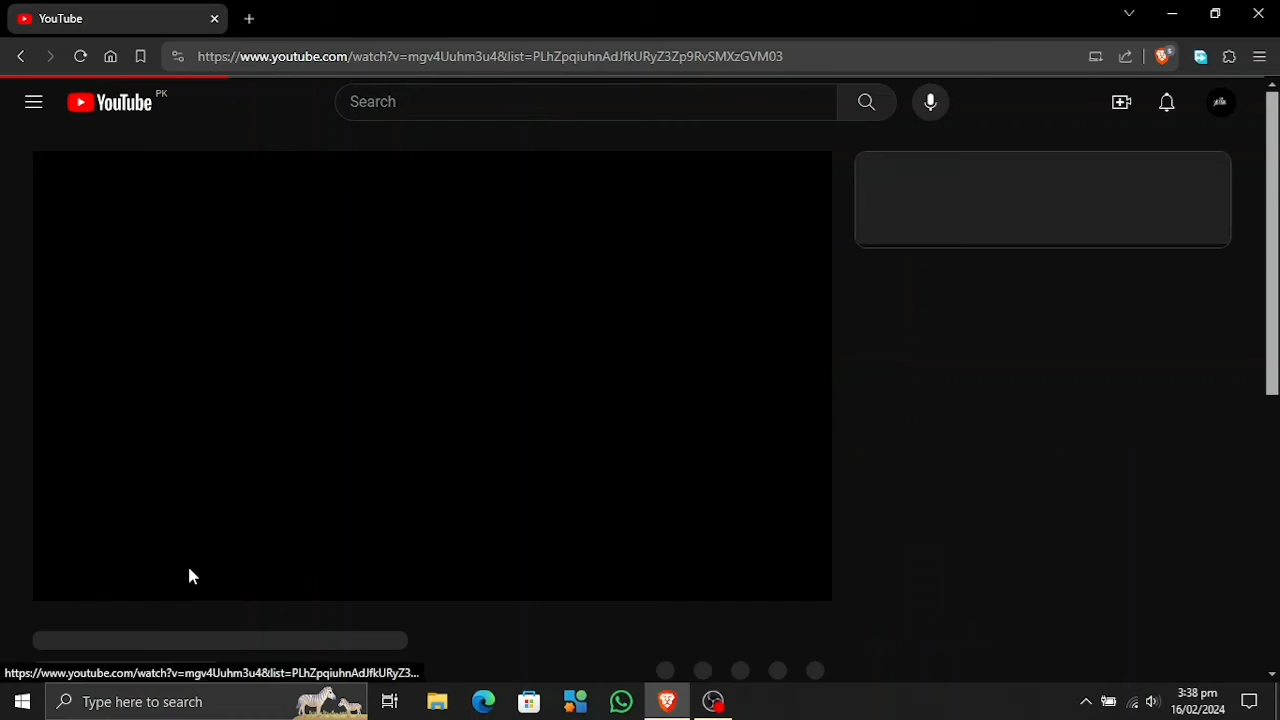 YouTube
https://www.youtube.com/watch?v=mgv4Uuhm3u4&list=PLhZpqiuhnAdJfkURyZ3Zp9RvSMXzGVM03
5
YouTube PK
Search
https://www.youtube.com/watch?v=mgv4Uuhm3u4&list=PLhZpqiuhnAdJfkURyZ3...
Type here to search
3:38 pm
16/02/2024